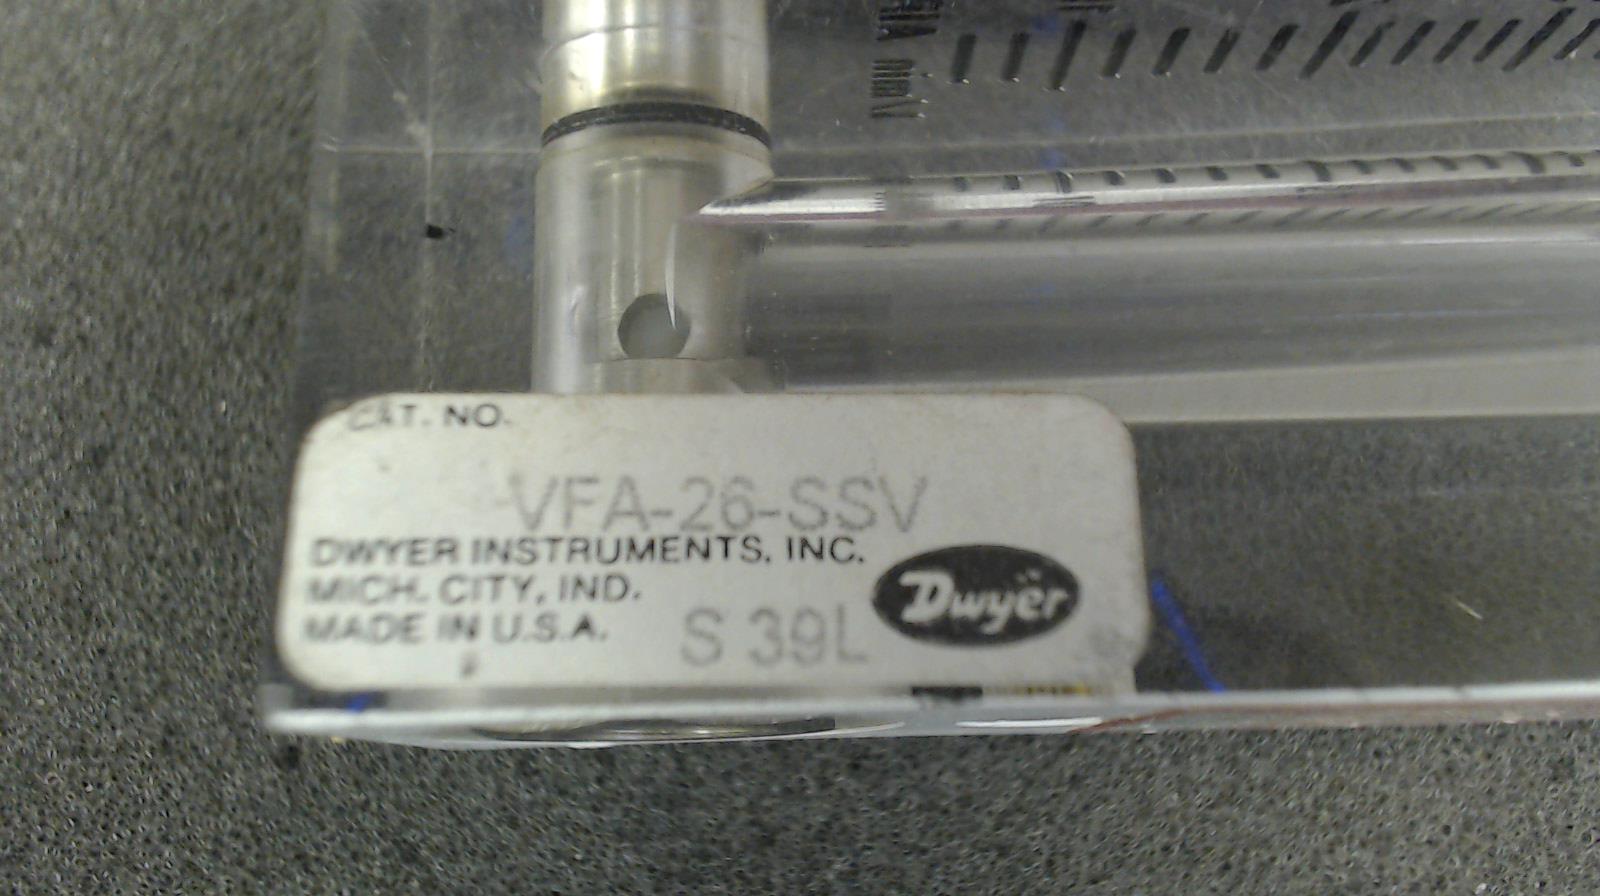 CAT. NO.
VFA-26-SSV
DWYER INSTRUMENTS, INC.
MICH. CITY, IND.
MADE IN U.S.A.
S 39L
Dwyer